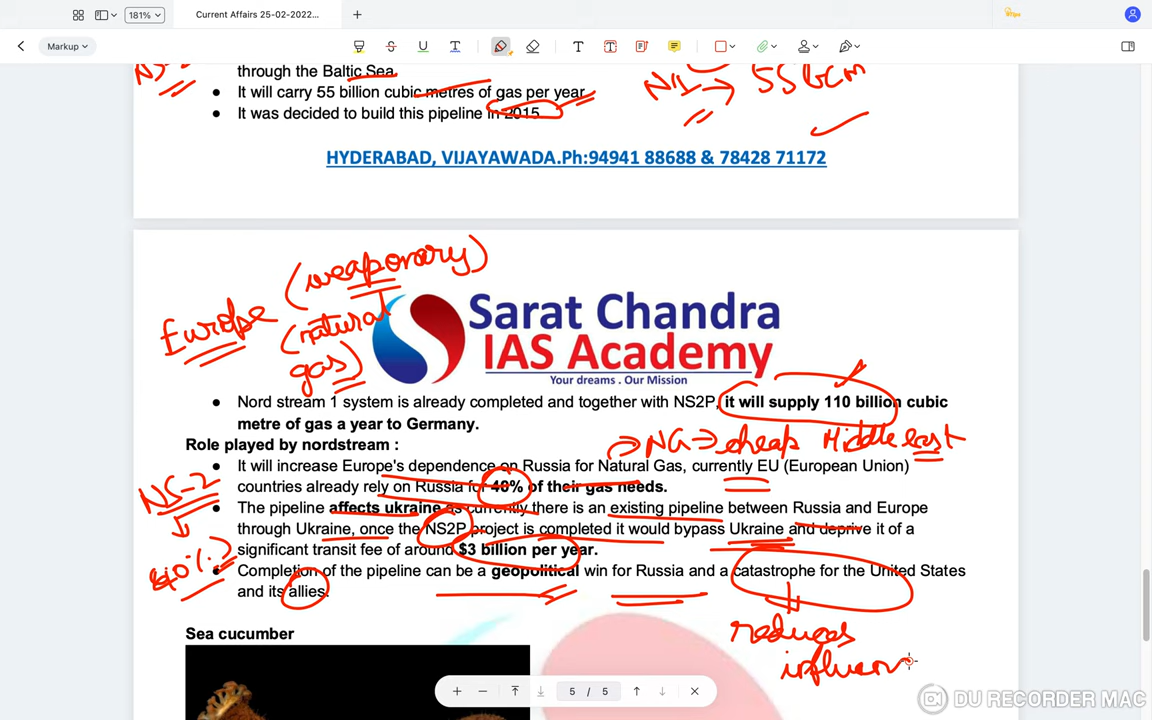 181%
Current Affairs 25-02-2022...
Markup
NS-2
through the Baltic Sea.
It will carry 55 billion cubic metres of gas per year
It was decided to build this pipeline in 2015.
→ 55 bcm
HYDERABAD, VIJAYAWADA.Ph:94941 88688 & 78428 71172
Europe
(weaponary)
(natural
gas)
Sarat Chandra
IAS Academy
Your dreams . Our Mission
Nord stream 1 system is already completed and together with NS2P, it will supply 110 billion cubic
metre of gas a year to Germany.
Role played by nordstream :
→ NG → cheap Middle east
It will increase Europe's dependence on Russia for Natural Gas, currently EU (European Union)
countries already rely on Russia for 40% of their gas needs.
NS-2
The pipeline affects ukraine as currently there is an existing pipeline between Russia and Europe
through Ukraine, once the NS2P project is completed it would bypass Ukraine and deprive it of a
significant transit fee of around $3 billion per year.
Completion of the pipeline can be a geopolitical win for Russia and a catastrophe for the United States
and its allies.
reduces
influen
Sea cucumber
5 / 5
DU RECORDER MAC